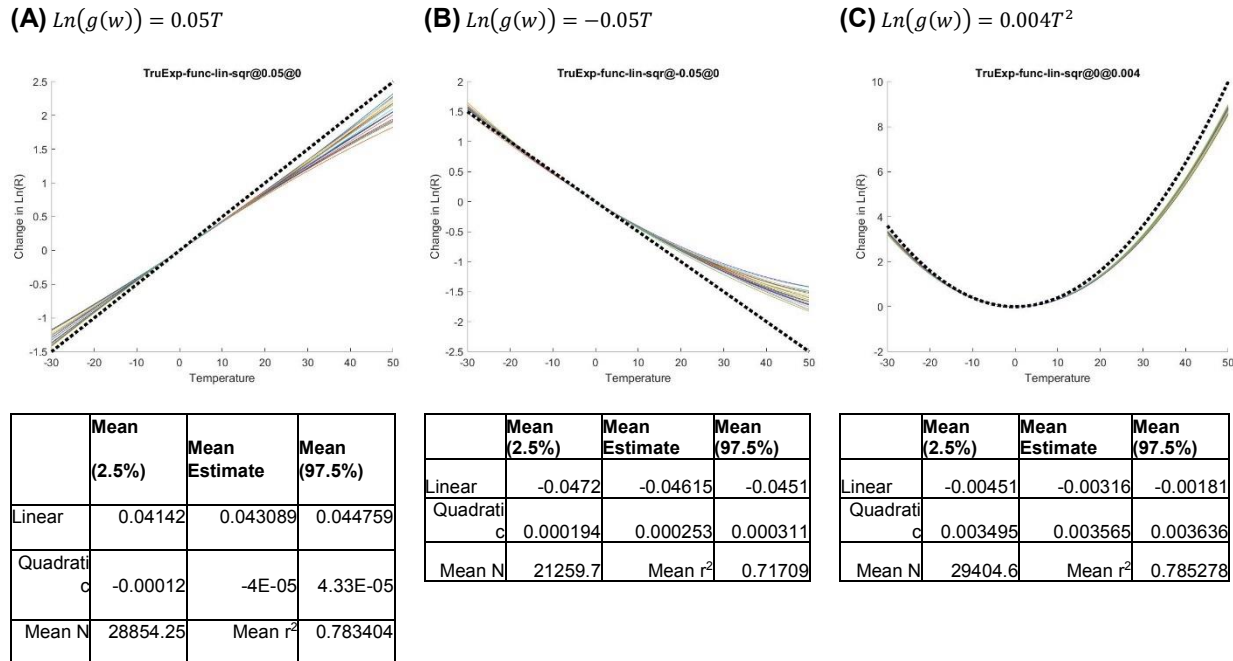 (A) Ln(g(w)) = 0.05T
TruExp-func-lin-sqr@0.05@0
2.5
2
1.5
1
0.5
0
-0.5
-1
-1.5
Change in Ln(R)
-30 -20 -10 0 10 20 30 40 50
Temperature
Mean (2.5%) Mean Estimate Mean (97.5%)
Linear 0.04142 0.043089 0.044759
Quadrati
c -0.00012 -4E-05 4.33E-05
Mean N 28854.25 Mean r² 0.783404
(B) Ln(g(w)) = −0.05T
TruExp-func-lin-sqr@-0.05@0
2
1.5
1
0.5
0
-0.5
-1
-1.5
-2
-2.5
Change in Ln(R)
-30 -20 -10 0 10 20 30 40 50
Temperature
Mean (2.5%) Mean Estimate Mean (97.5%)
Linear -0.0472 -0.04615 -0.0451
Quadrati
c 0.000194 0.000253 0.000311
Mean N 21259.7 Mean r² 0.71709
(C) Ln(g(w)) = 0.004T²
TruExp-func-lin-sqr@0@0.004
10
8
6
4
2
0
-2
Change in Ln(R)
-30 -20 -10 0 10 20 30 40 50
Temperature
Mean (2.5%) Mean Estimate Mean (97.5%)
Linear -0.00451 -0.00316 -0.00181
Quadrati
c 0.003495 0.003565 0.003636
Mean N 29404.6 Mean r² 0.785278